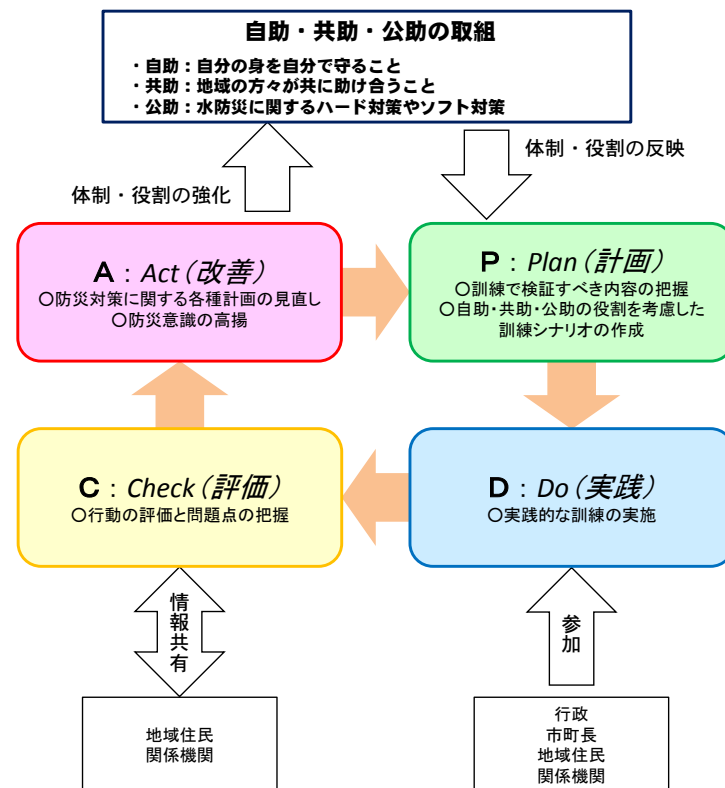 自助・共助・公助の取組
・自助：自分の身を自分で守ること
・共助：地域の方々が共に助け合うこと
・公助：水防災に関するハード対策やソフト対策
体制・役割の強化
体制・役割の反映
A：Act（改善）
〇防災対策に関する各種計画の見直し
〇防災意識の高揚
P：Plan（計画）
〇訓練で検証すべき内容の把握
〇自助・共助・公助の役割を考慮した
訓練シナリオの作成
C：Check（評価）
〇行動の評価と問題点の把握
D：Do（実践）
〇実践的な訓練の実施
情報共有
参加
地域住民
関係機関
行政
市町長
地域住民
関係機関